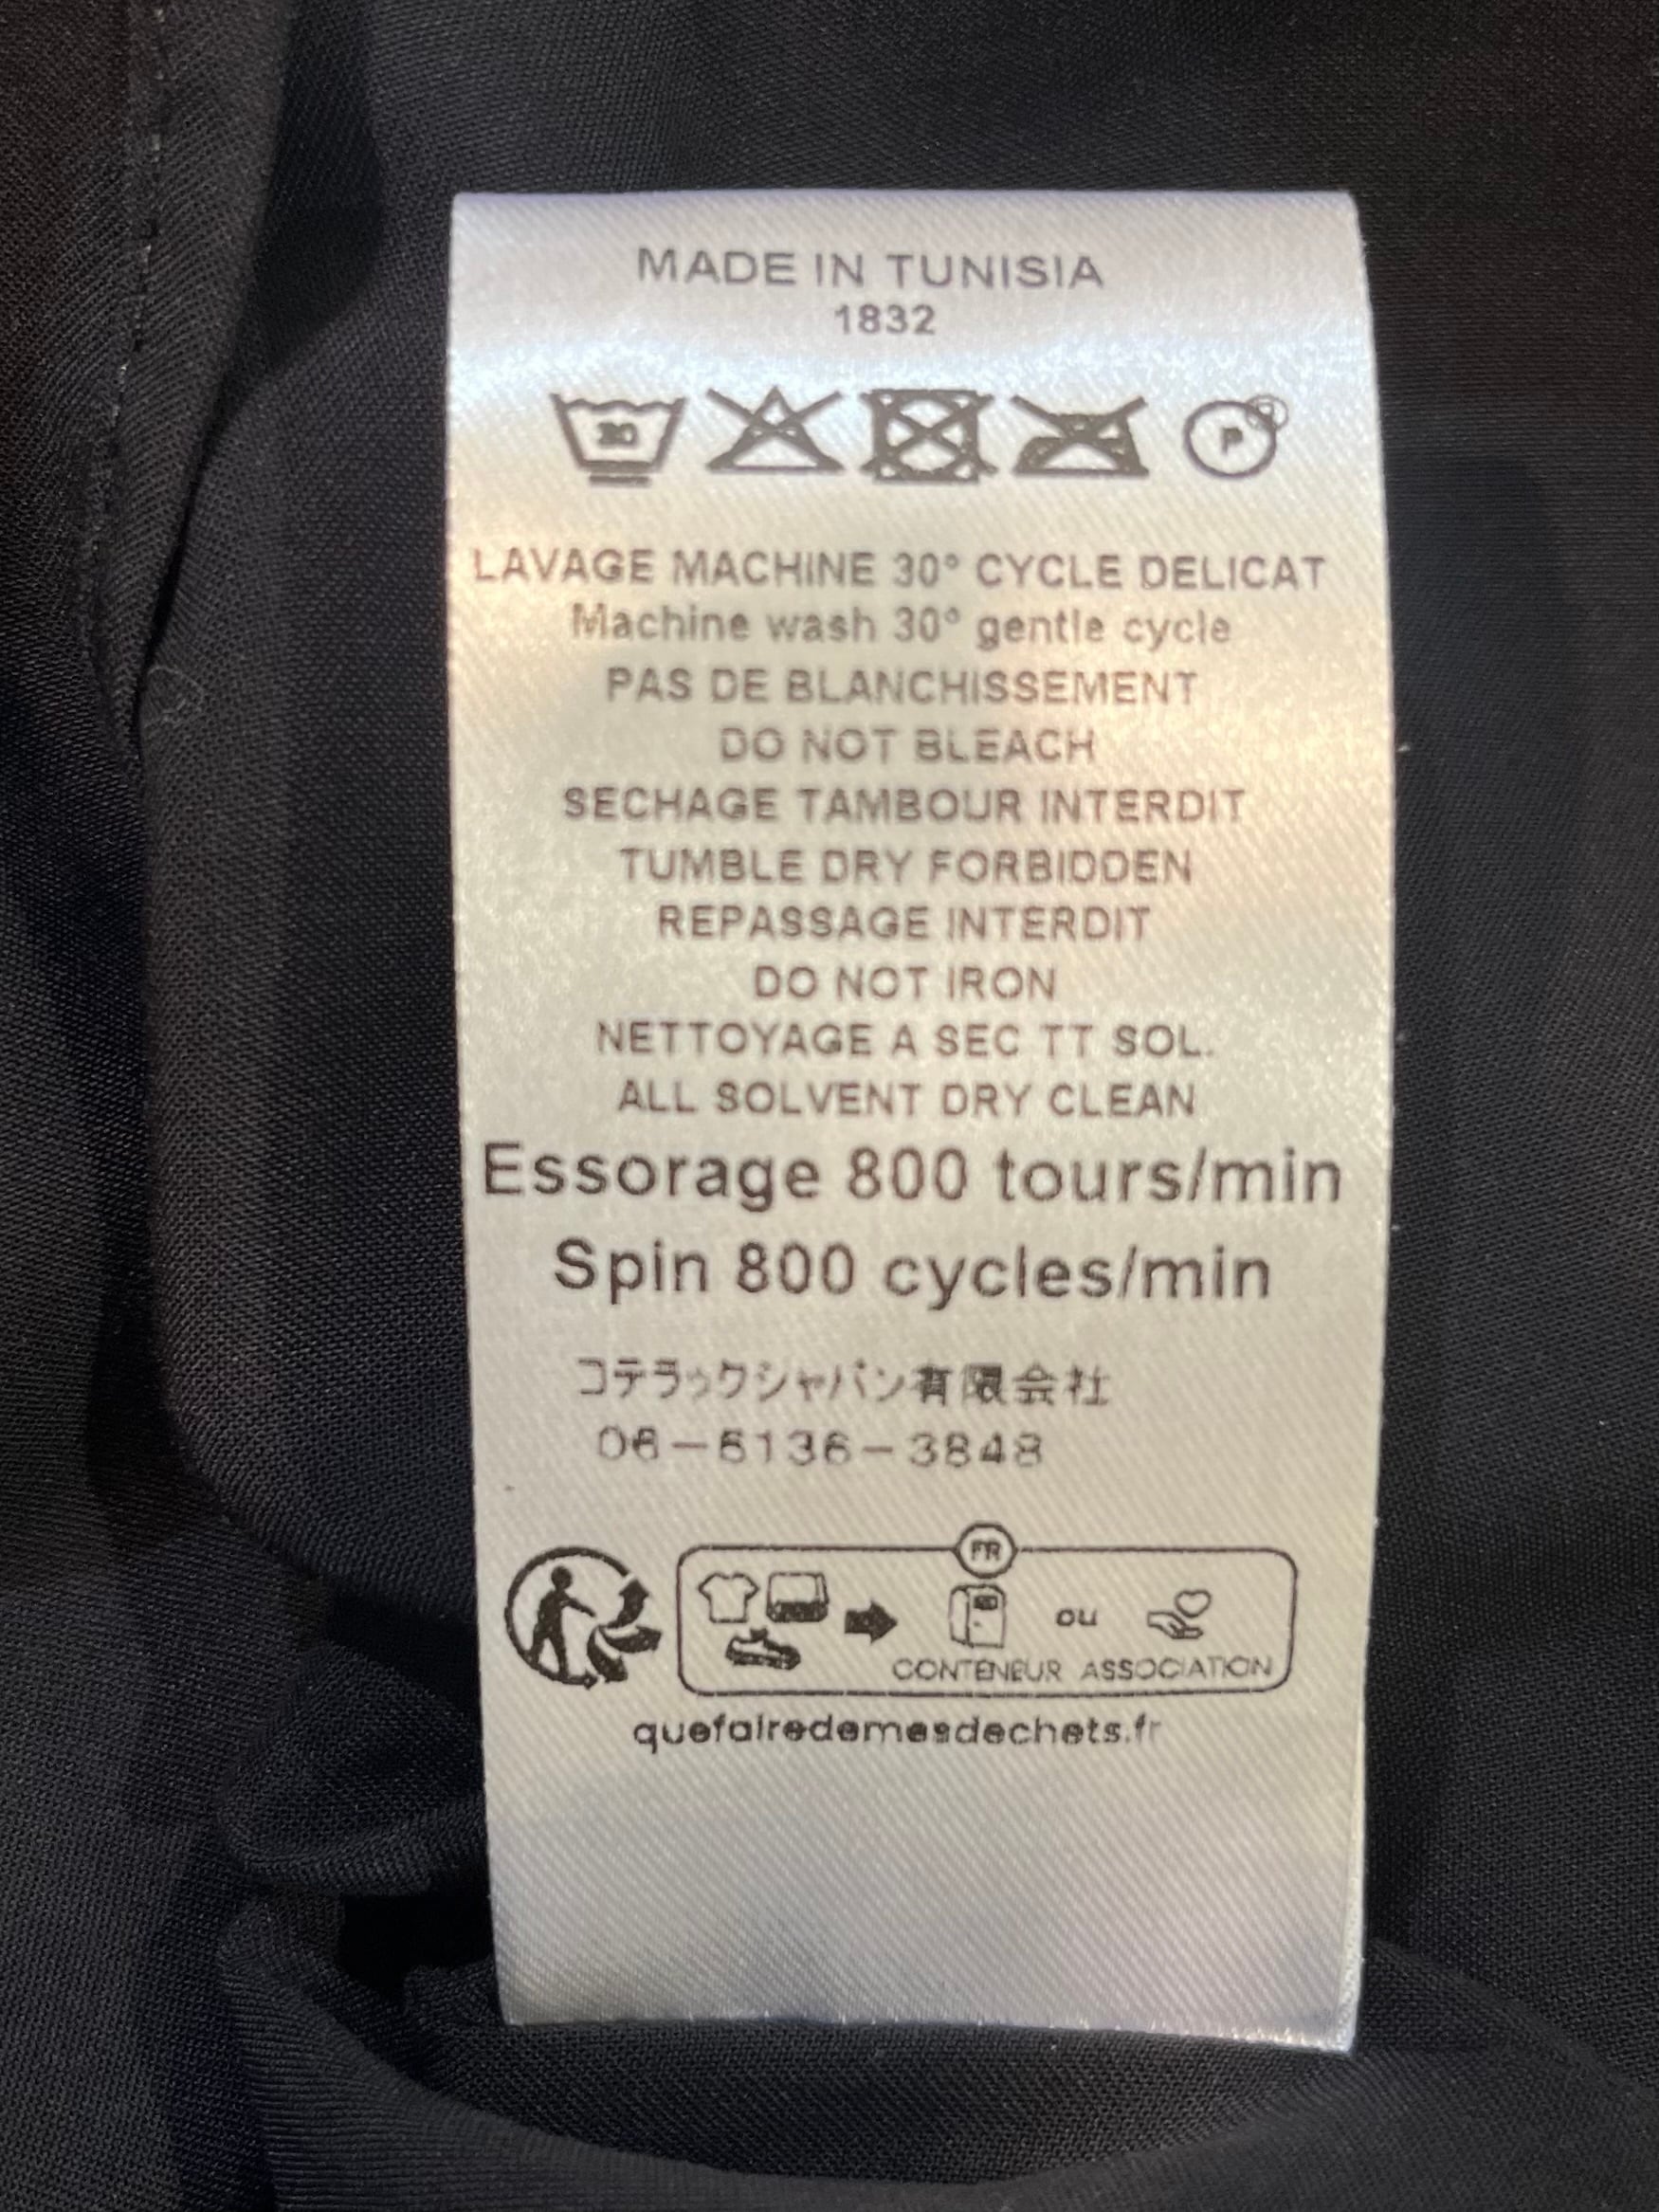 MADE IN TUNISIA
1832
30
P
LAVAGE MACHINE 30° CYCLE DELICAT
Machine wash 30° gentle cycle
PAS DE BLANCHISSEMENT
DO NOT BLEACH
SECHAGE TAMBOUR INTERDIT
TUMBLE DRY FORBIDDEN
REPASSAGE INTERDIT
DO NOT IRON
NETTOYAGE A SEC TT SOL.
ALL SOLVENT DRY CLEAN
Essorage 800 tours/min
Spin 800 cycles/min
コテラックジャパン有限会社
06-6136-3848
FR
ou
CONTENEUR ASSOCIATION
quefairedemesdechets.fr